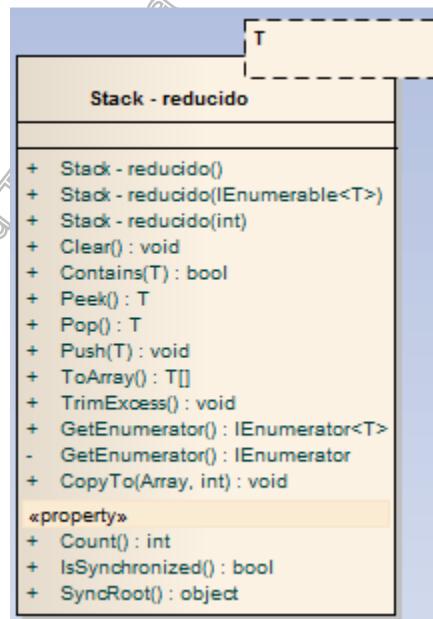 T
Stack - reducido
+ Stack - reducido()
+ Stack - reducido(IEnumerable<T>)
+ Stack - reducido(int)
+ Clear() : void
+ Contains(T) : bool
+ Peek() : T
+ Pop() : T
+ Push(T) : void
+ ToArray() : T[]
+ TrimExcess() : void
+ GetEnumerator() : IEnumerator<T>
- GetEnumerator() : IEnumerator
+ CopyTo(Array, int) : void
«property»
+ Count() : int
+ IsSynchronized() : bool
+ SyncRoot() : object